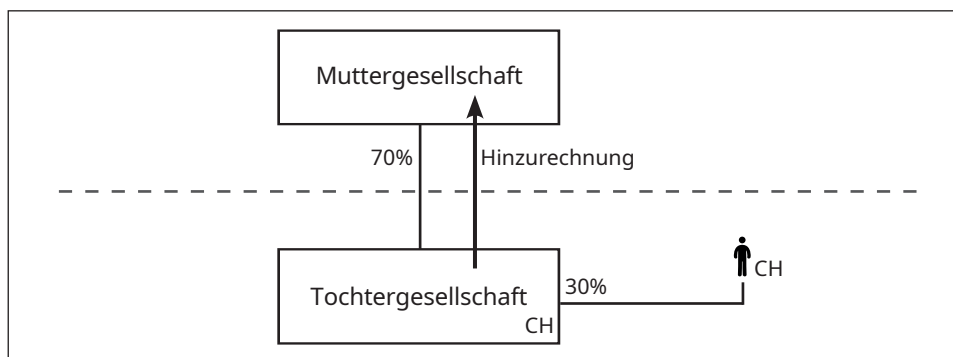 Muttergesellschaft
70%
Hinzurechnung
CH
30%
Tochtergesellschaft
CH